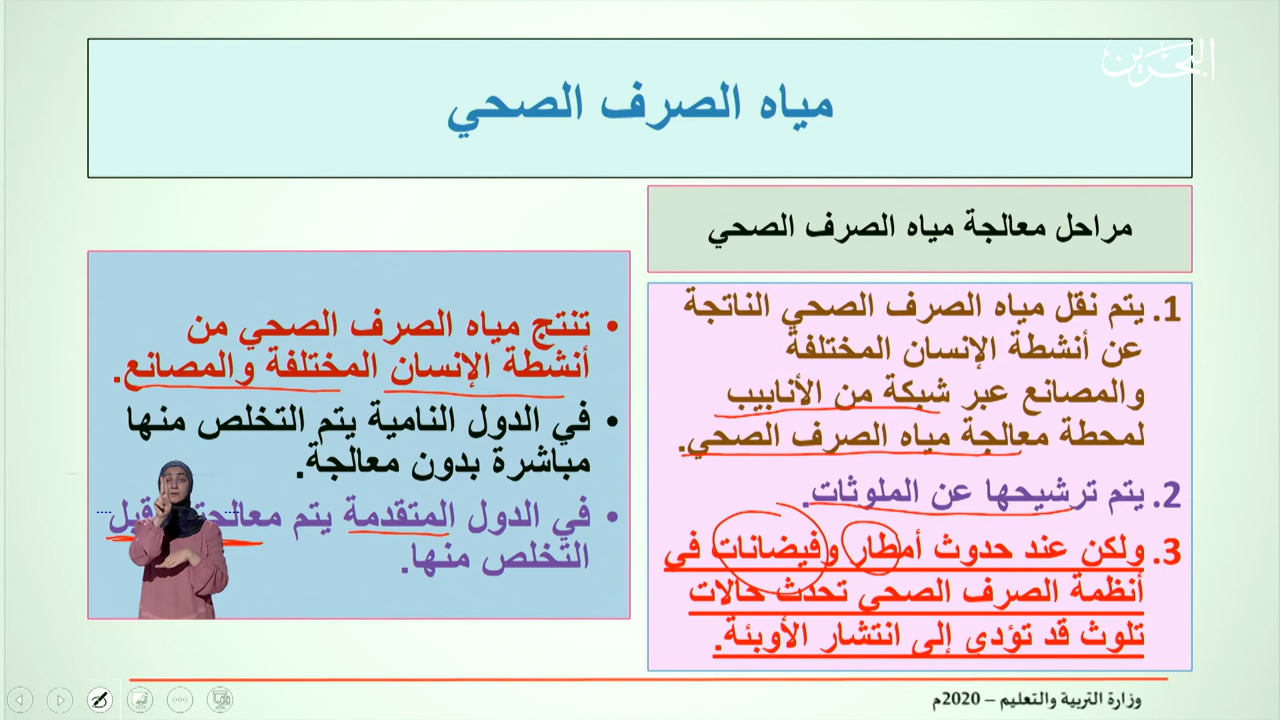 البحرين
مياه الصرف الصحي
مراحل معالجة مياه الصرف الصحي
1. يتم نقل مياه الصرف الصحي الناتجة
عن أنشطة الإنسان المختلفة
والمصانع عبر شبكة من الأنابيب
لمحطة معالجة مياه الصرف الصحي.
2. يتم ترشيحها عن الملوثات.
3. ولكن عند حدوث أمطار وفيضانات في
أنظمة الصرف الصحي تحدث حالات
تلوث قد تؤدي إلى انتشار الأوبئة.
• تنتج مياه الصرف الصحي من
أنشطة الإنسان المختلفة والمصانع.
• في الدول النامية يتم التخلص منها
مباشرة بدون معالجة.
• في الدول المتقدمة يتم معالجتها قبل
التخلص منها.
وزارة التربية والتعليم – 2020م